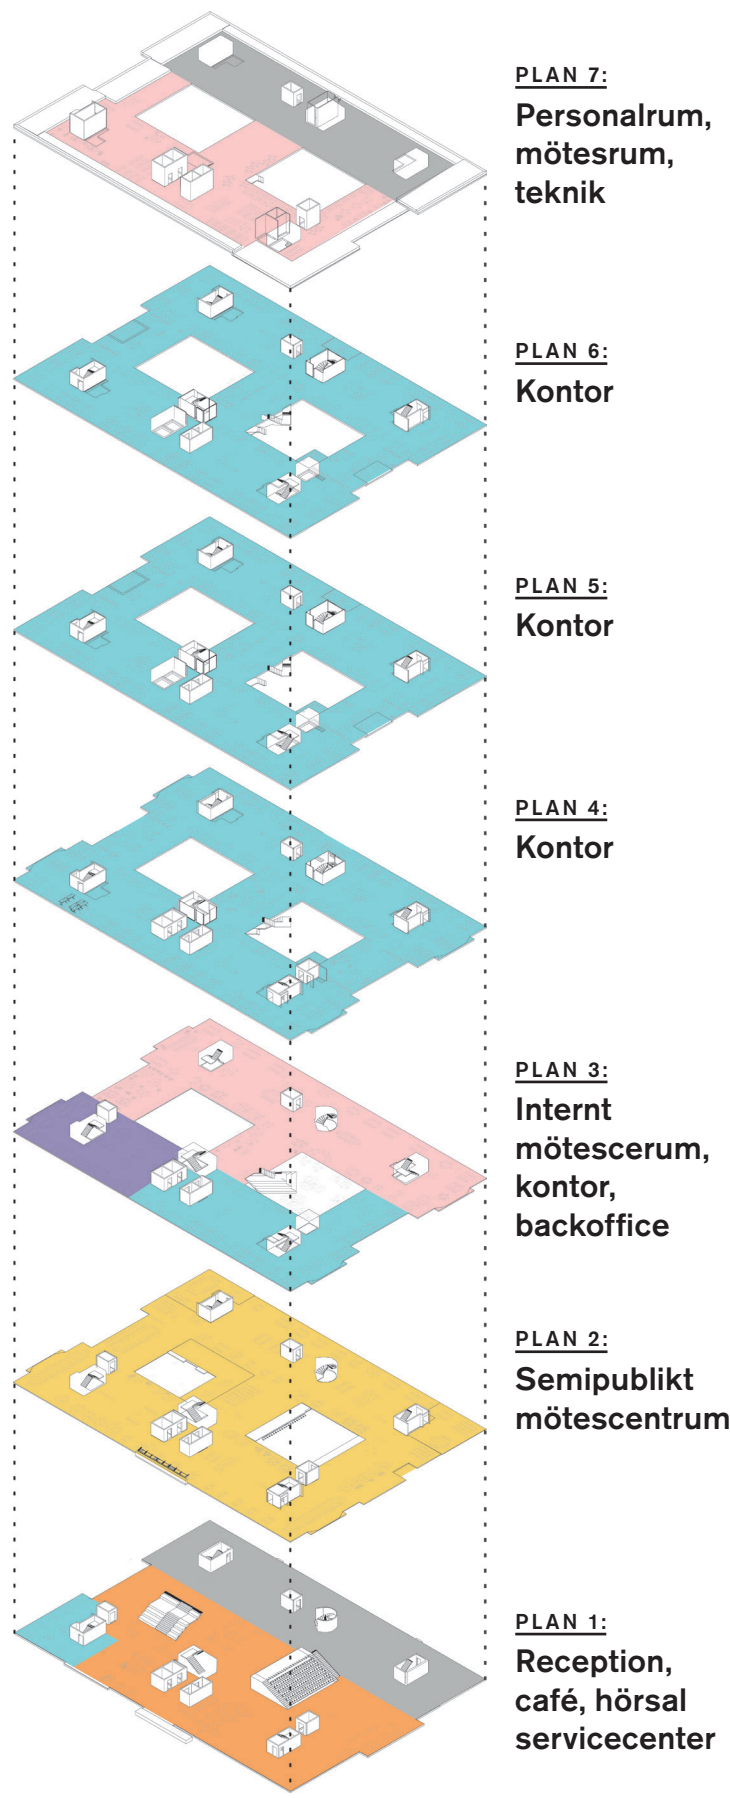 PLAN 7:
Personalrum,
mötesrum,
teknik
PLAN 6:
Kontor
PLAN 5:
Kontor
PLAN 4:
Kontor
PLAN 3:
Internt
mötescerum,
kontor,
backoffice
PLAN 2:
Semipublikt
mötescentrum
PLAN 1:
Reception,
café, hörsal
servicecenter